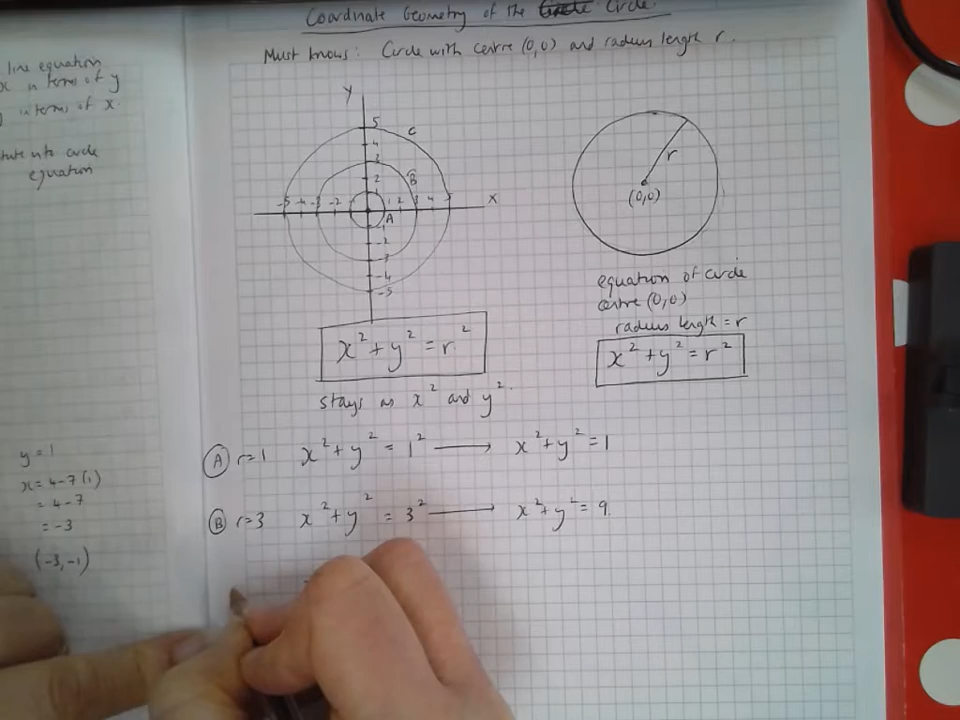 Coordinate Geometry of the Circle.
Must knows: Circle with centre (0,0) and radius length r.
line equation
x in terms of y
in terms of x.
into circle
equation
y
5
C
4
3
2
B
1
-5 -4 -3 -2 1 2 3 4 5 x
A
-1
-2
-3
-4
-5
r
(0,0)
equation of circle
centre (0,0)
radius length = r
x² + y² = r²
x² + y² = r²
stays as x² and y².
A r=1 x² + y² = 1² → x² + y² = 1
B r=3 x² + y² = 3² → x² + y² = 9.
y = 1
x = 4-7(1)
= 4-7
= -3
(-3,-1)